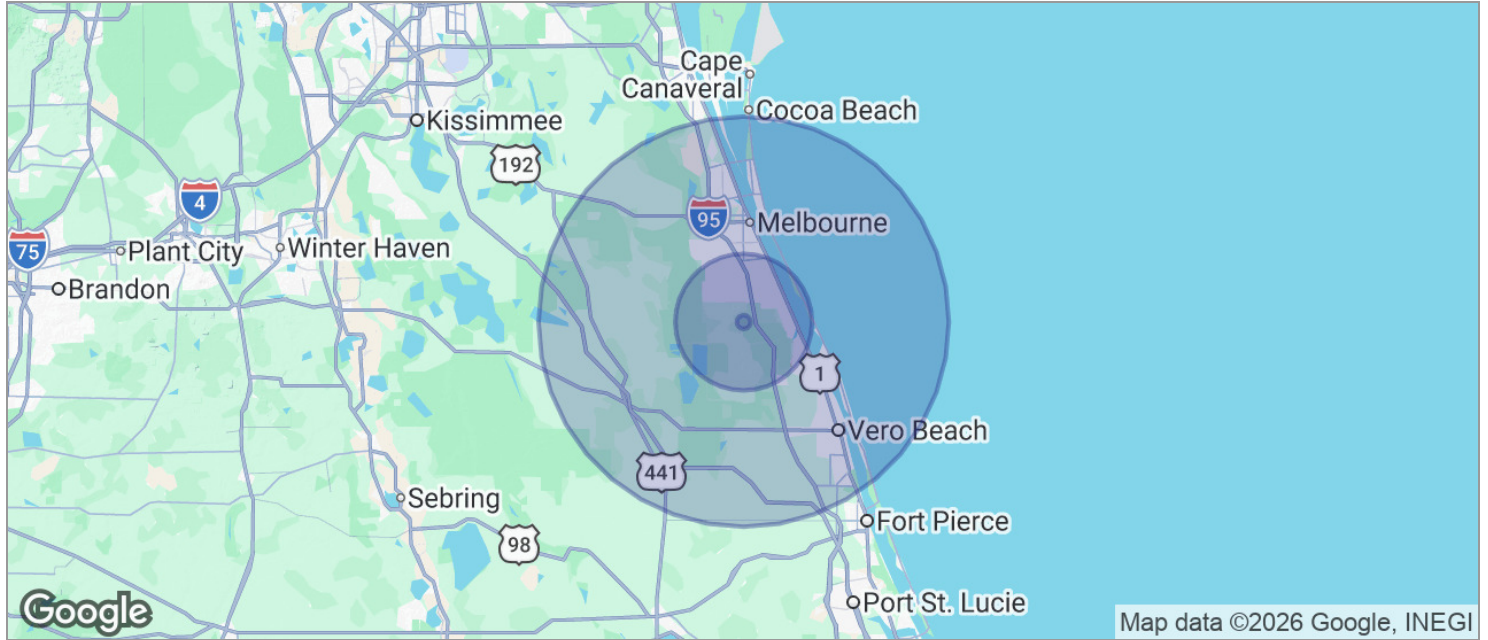 Cape
Canaveral
Cocoa Beach
Kissimmee
192
4
95
Melbourne
75
Plant City
Winter Haven
Brandon
1
Vero Beach
441
Sebring
Fort Pierce
98
Port St. Lucie
Google
Map data ©2026 Google, INEGI